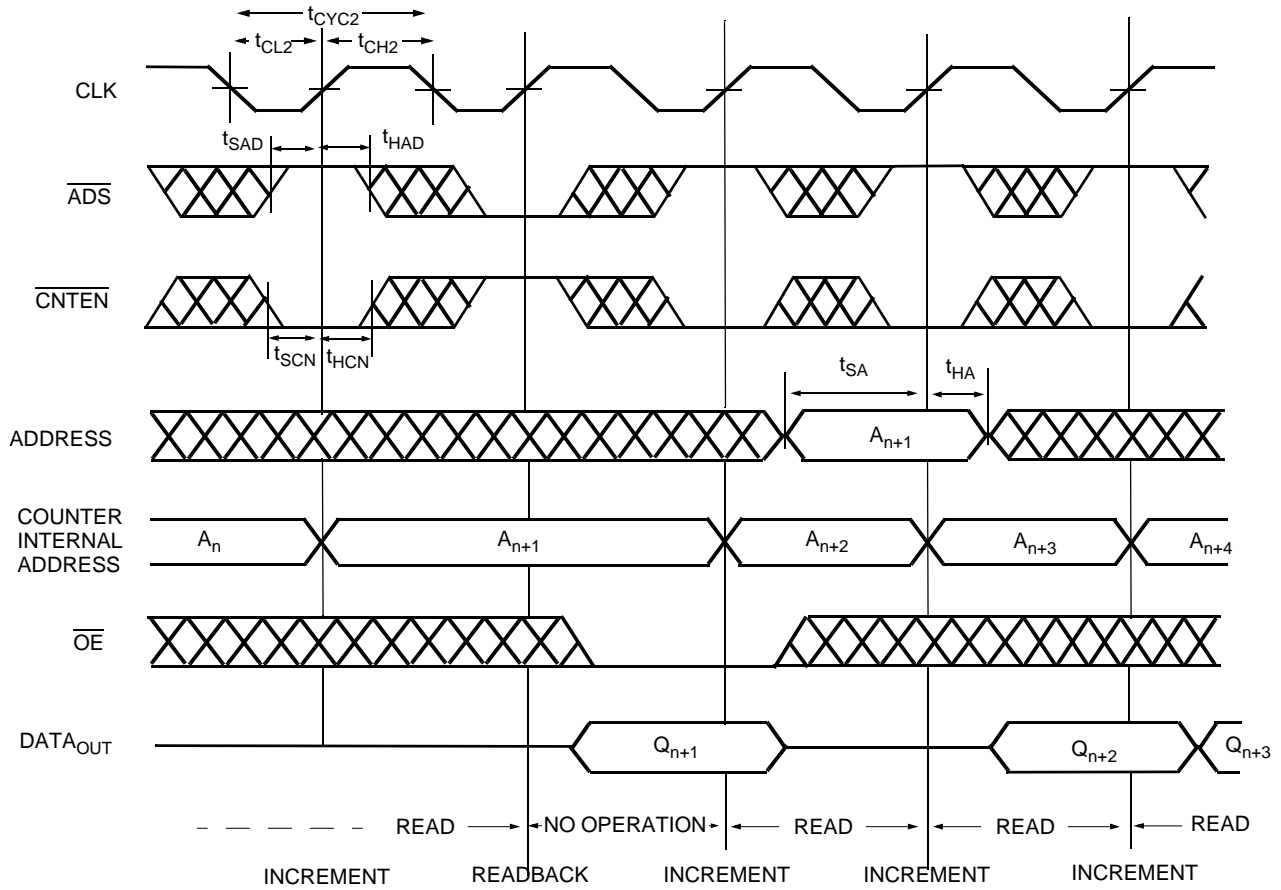 tCYC2
tCL2 tCH2
CLK
tSAD tHAD
ADS
CNTEN
tSCN tHCN
tSA tHA
ADDRESS An+1
COUNTER
INTERNAL
ADDRESS
An An+1 An+2 An+3 An+4
OE
DATAOUT Qn+1 Qn+2 Qn+3
READ NO OPERATION READ READ READ
INCREMENT READBACK INCREMENT INCREMENT INCREMENT